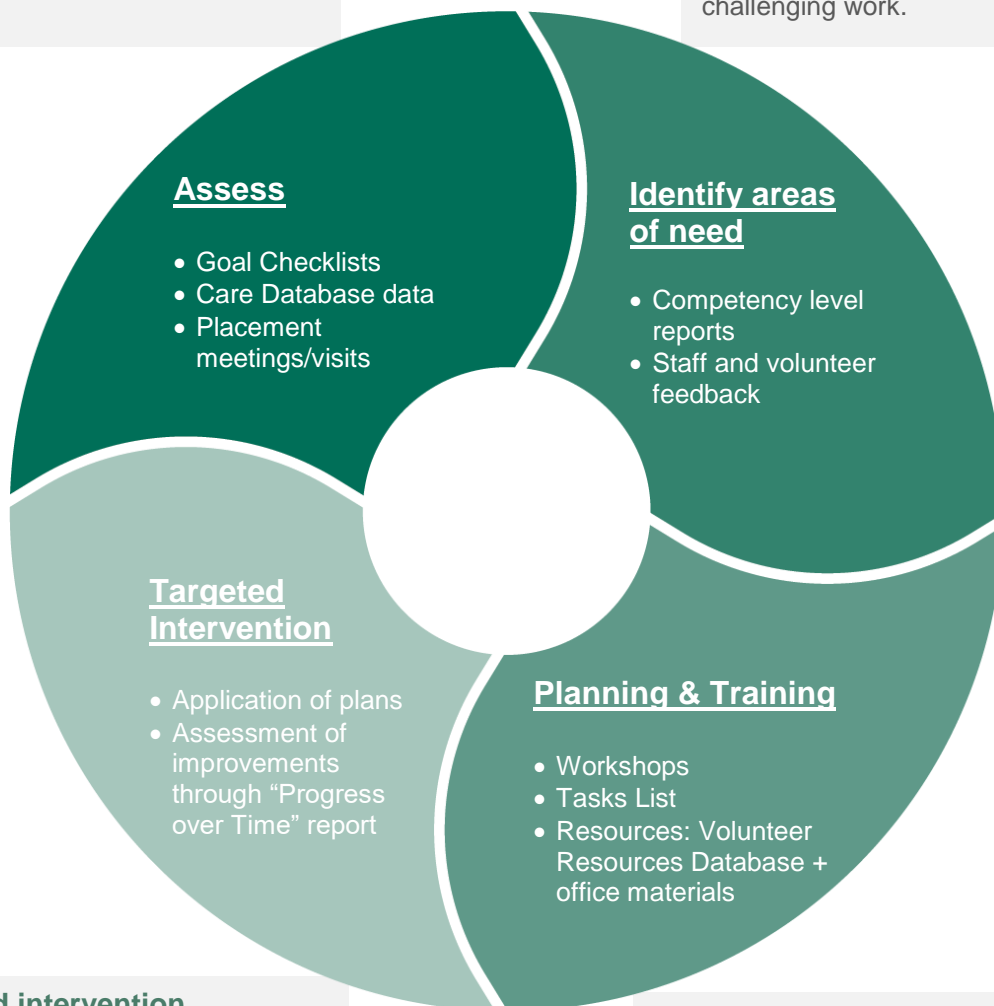 challenging work.
Assess
• Goal Checklists
• Care Database data
• Placement
meetings/visits
Identify areas
of need
• Competency level
reports
• Staff and volunteer
feedback
Targeted
Intervention
• Application of plans
• Assessment of
improvements
through “Progress
over Time” report
Planning & Training
• Workshops
• Tasks List
• Resources: Volunteer
Resources Database +
office materials
d intervention